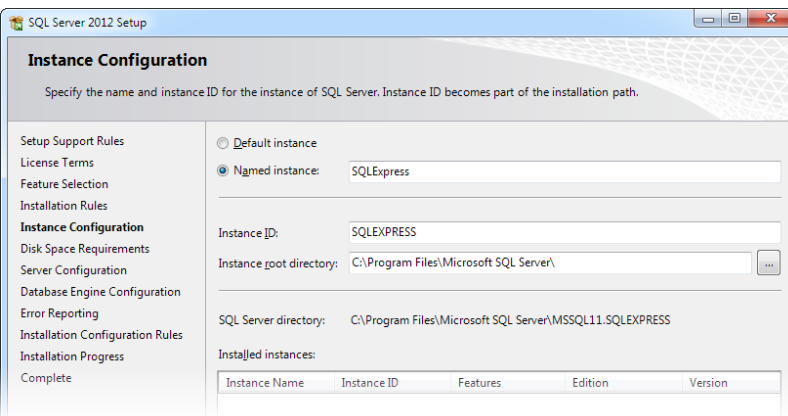 SQL Server 2012 Setup
Instance Configuration
Specify the name and instance ID for the instance of SQL Server. Instance ID becomes part of the installation path.
Setup Support Rules
License Terms
Feature Selection
Installation Rules
Instance Configuration
Disk Space Requirements
Server Configuration
Database Engine Configuration
Error Reporting
Installation Configuration Rules
Installation Progress
Complete
Default instance
Named instance: SQLExpress
Instance ID: SQLEXPRESS
Instance root directory: C:\Program Files\Microsoft SQL Server\ ...
SQL Server directory: C:\Program Files\Microsoft SQL Server\MSSQL11.SQLEXPRESS
Installed instances:
Instance Name Instance ID Features Edition Version